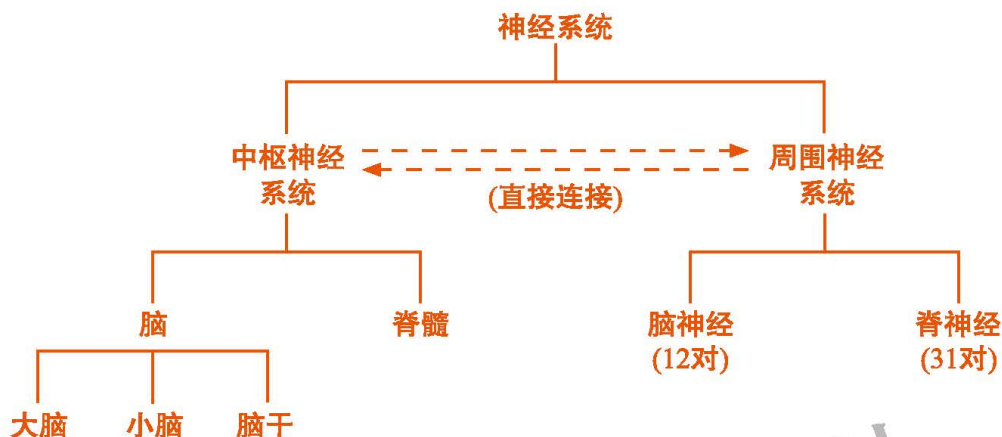 神经系统
中枢神经
系统
(直接连接)
周围神经
系统
脑
脊髓
脑神经
(12对)
脊神经
(31对)
大脑
小脑
脑干